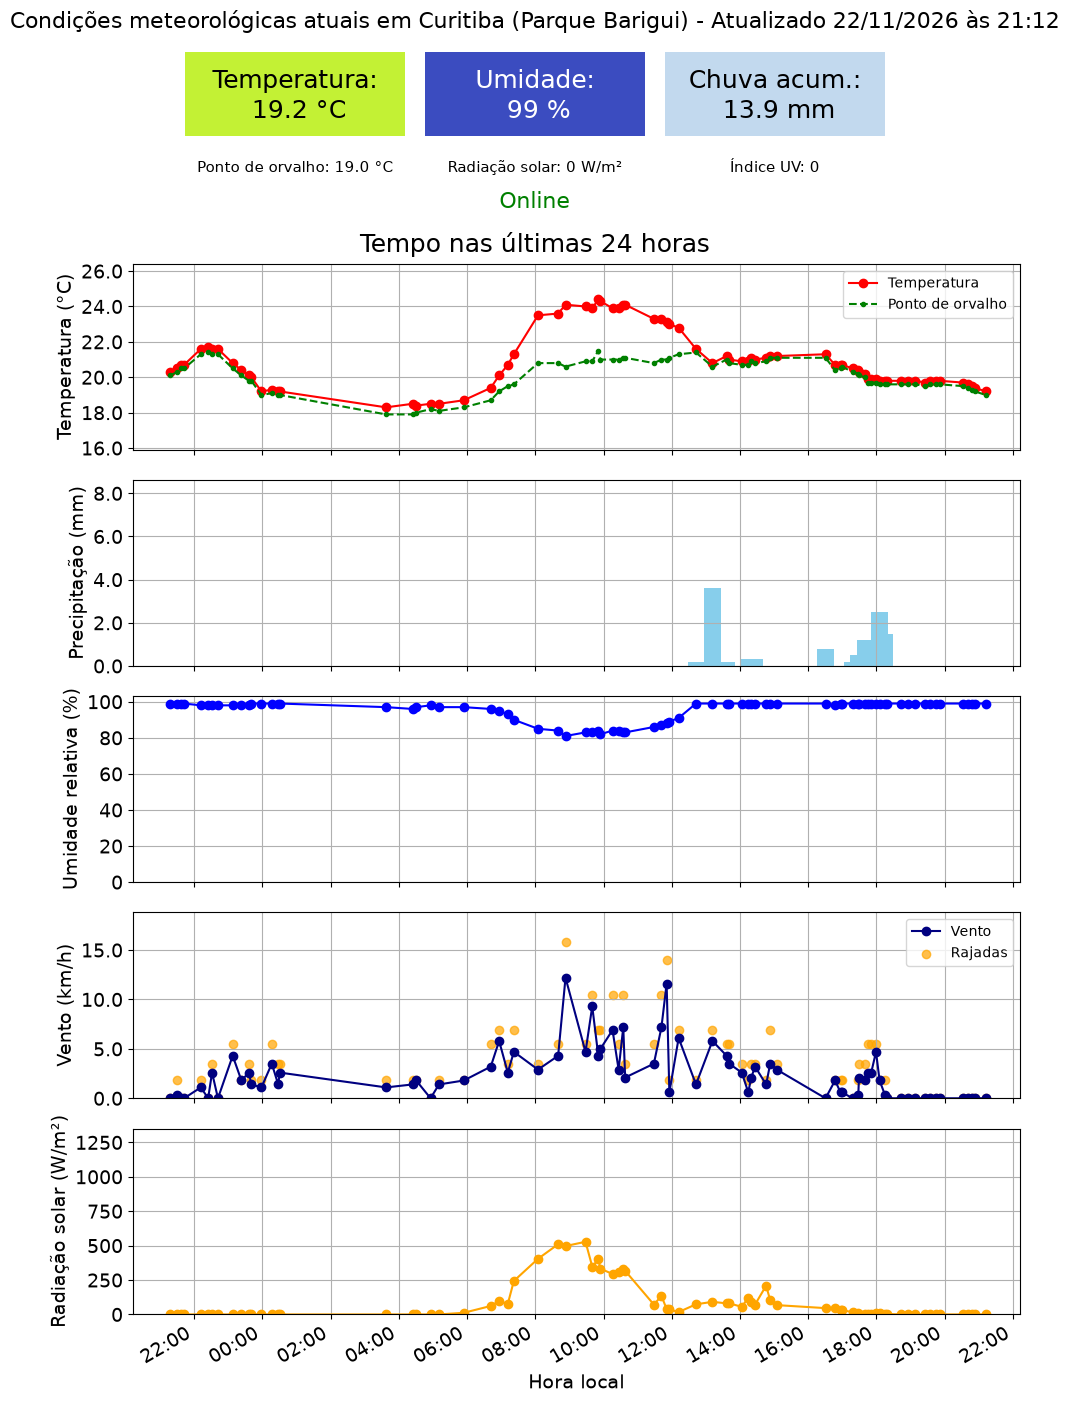 Condições meteorológicas atuais em Curitiba (Parque Barigui) - Atualizado 22/11/2026 às 21:12
Temperatura:
19.2 °C
Umidade:
99 %
Chuva acum.:
13.9 mm
Ponto de orvalho: 19.0 °C
Radiação solar: 0 W/m²
Índice UV: 0
Online
Tempo nas últimas 24 horas
Temperatura (°C)
26.0
24.0
22.0
20.0
18.0
16.0
Temperatura
Ponto de orvalho
Precipitação (mm)
8.0
6.0
4.0
2.0
0.0
Umidade relativa (%)
100
80
60
40
20
0
Vento (km/h)
15.0
10.0
5.0
0.0
Vento
Rajadas
Radiação solar (W/m²)
1250
1000
750
500
250
0
22:00
00:00
02:00
04:00
06:00
08:00
10:00
12:00
14:00
16:00
18:00
20:00
22:00
Hora local